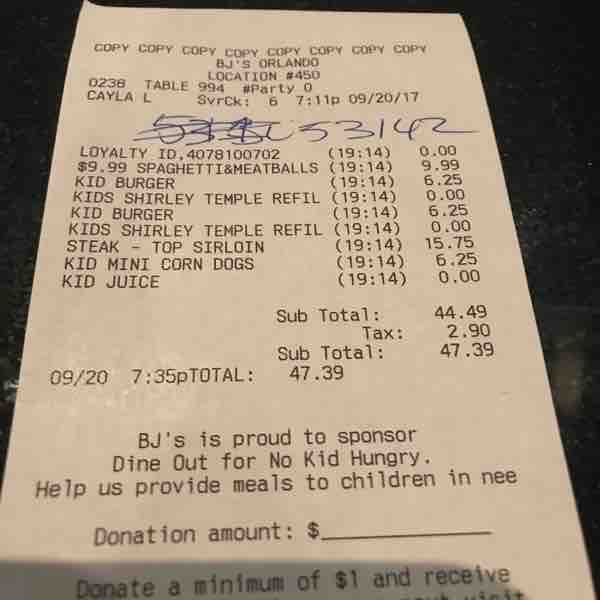 COPY COPY COPY COPY COPY COPY COPY COPY
BJ'S ORLANDO
LOCATION #450
0238 TABLE 994 #Party 0
CAYLA L SvrCk: 6 7:11p 09/20/17
53142
LOYALTY ID,4078100702 (19:14) 0.00
$9.99 SPAGHETTI&MEATBALLS (19:14) 9.99
KID BURGER (19:14) 6.25
KIDS SHIRLEY TEMPLE REFIL (19:14) 0.00
KID BURGER (19:14) 6.25
KIDS SHIRLEY TEMPLE REFIL (19:14) 0.00
STEAK - TOP SIRLOIN (19:14) 15.75
KID MINI CORN DOGS (19:14) 6.25
KID JUICE (19:14) 0.00
Sub Total: 44.49
Tax: 2.90
Sub Total: 47.39
09/20 7:35pTOTAL: 47.39
BJ's is proud to sponsor
Dine Out for No Kid Hungry.
Help us provide meals to children in nee
Donation amount: $
Donate a minimum of $1 and receive